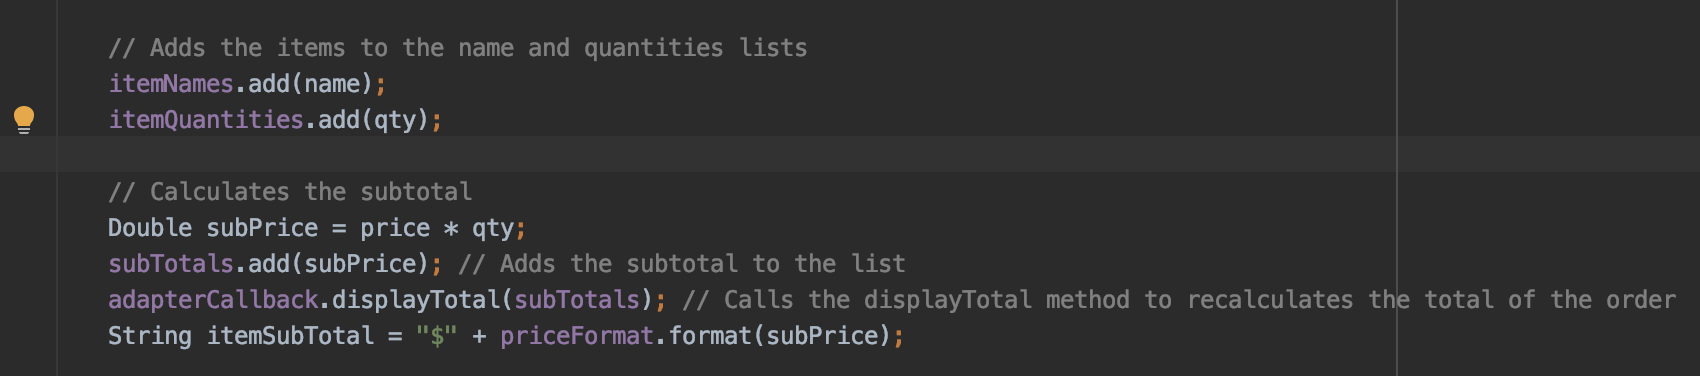 // Adds the items to the name and quantities lists
itemNames.add(name);
itemQuantities.add(qty);
// Calculates the subtotal
Double subPrice = price * qty;
subTotals.add(subPrice); // Adds the subtotal to the list
adapterCallback.displayTotal(subTotals); // Calls the displayTotal method to recalculates the total of the order
String itemSubTotal = "$" + priceFormat.format(subPrice);